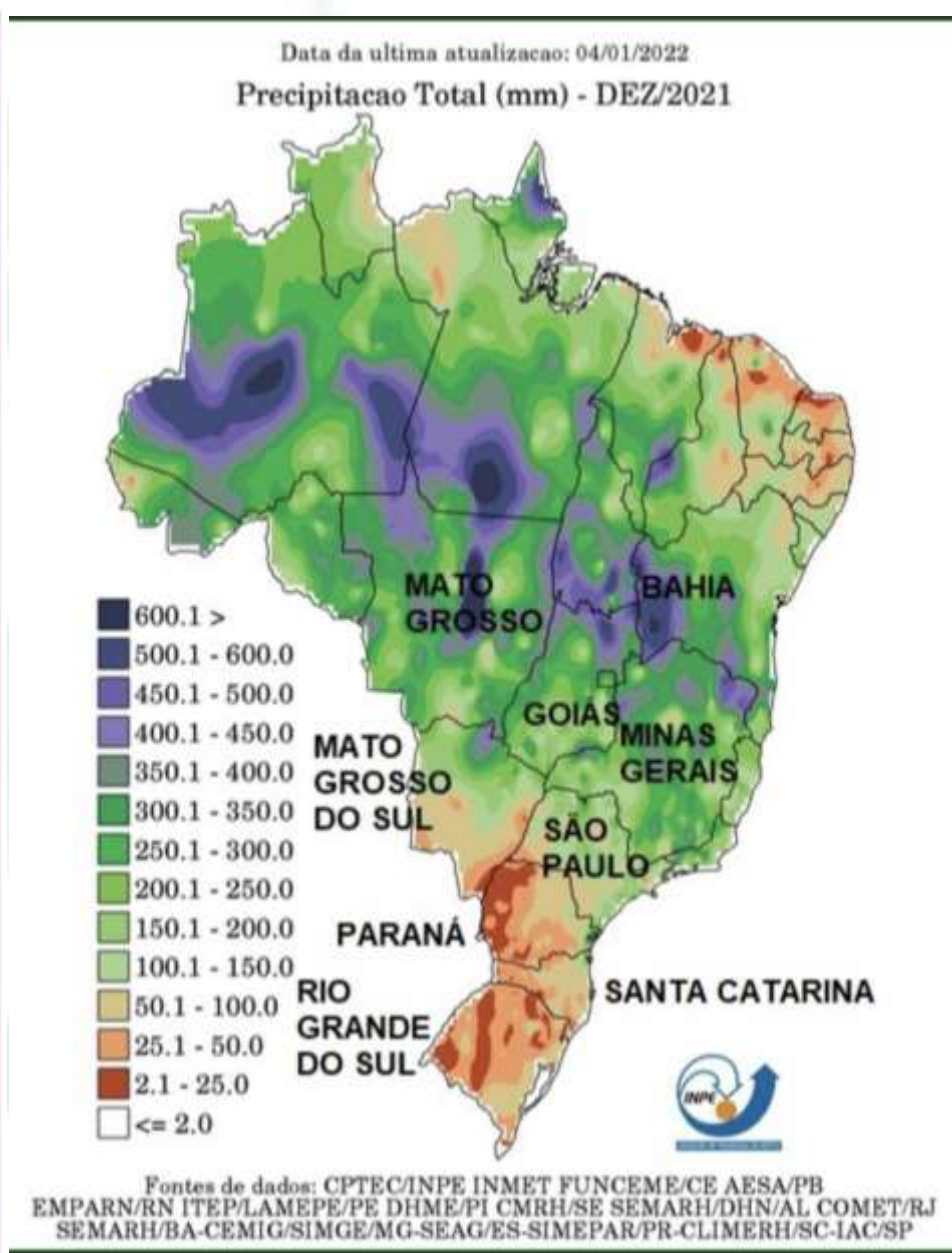 Data da ultima atualizacao: 04/01/2022
Precipitacao Total (mm) - DEZ/2021
MATO
GROSSO
BAHIA
GOIÁS
MINAS
GERAIS
MATO
GROSSO
DO SUL
SÃO
PAULO
PARANÁ
SANTA CATARINA
RIO
GRANDE
DO SUL
600.1 >
500.1 - 600.0
450.1 - 500.0
400.1 - 450.0
350.1 - 400.0
300.1 - 350.0
250.1 - 300.0
200.1 - 250.0
150.1 - 200.0
100.1 - 150.0
50.1 - 100.0
25.1 - 50.0
2.1 - 25.0
<= 2.0
INPE
Fontes de dados: CPTEC/INPE INMET FUNCEME/CE AESA/PB
EMPARN/RN ITEP/LAMEPE/PE DHME/PI CMRH/SE SEMARH/DHN/AL COMET/RJ
SEMARH/BA-CEMIG/SIMGE/MG-SEAG/ES-SIMEPAR/PR-CLIMERH/SC-IAC/SP